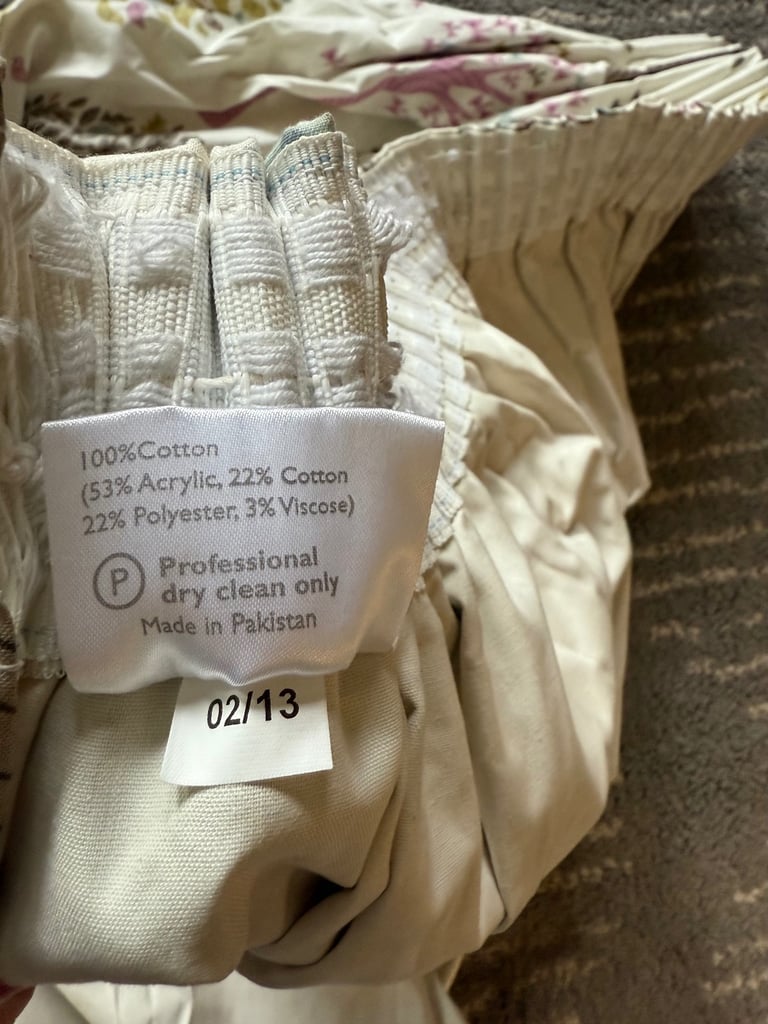 100%Cotton
(53% Acrylic, 22% Cotton
22% Polyester, 3% Viscose)
P
Professional
dry clean only
Made in Pakistan
02/13